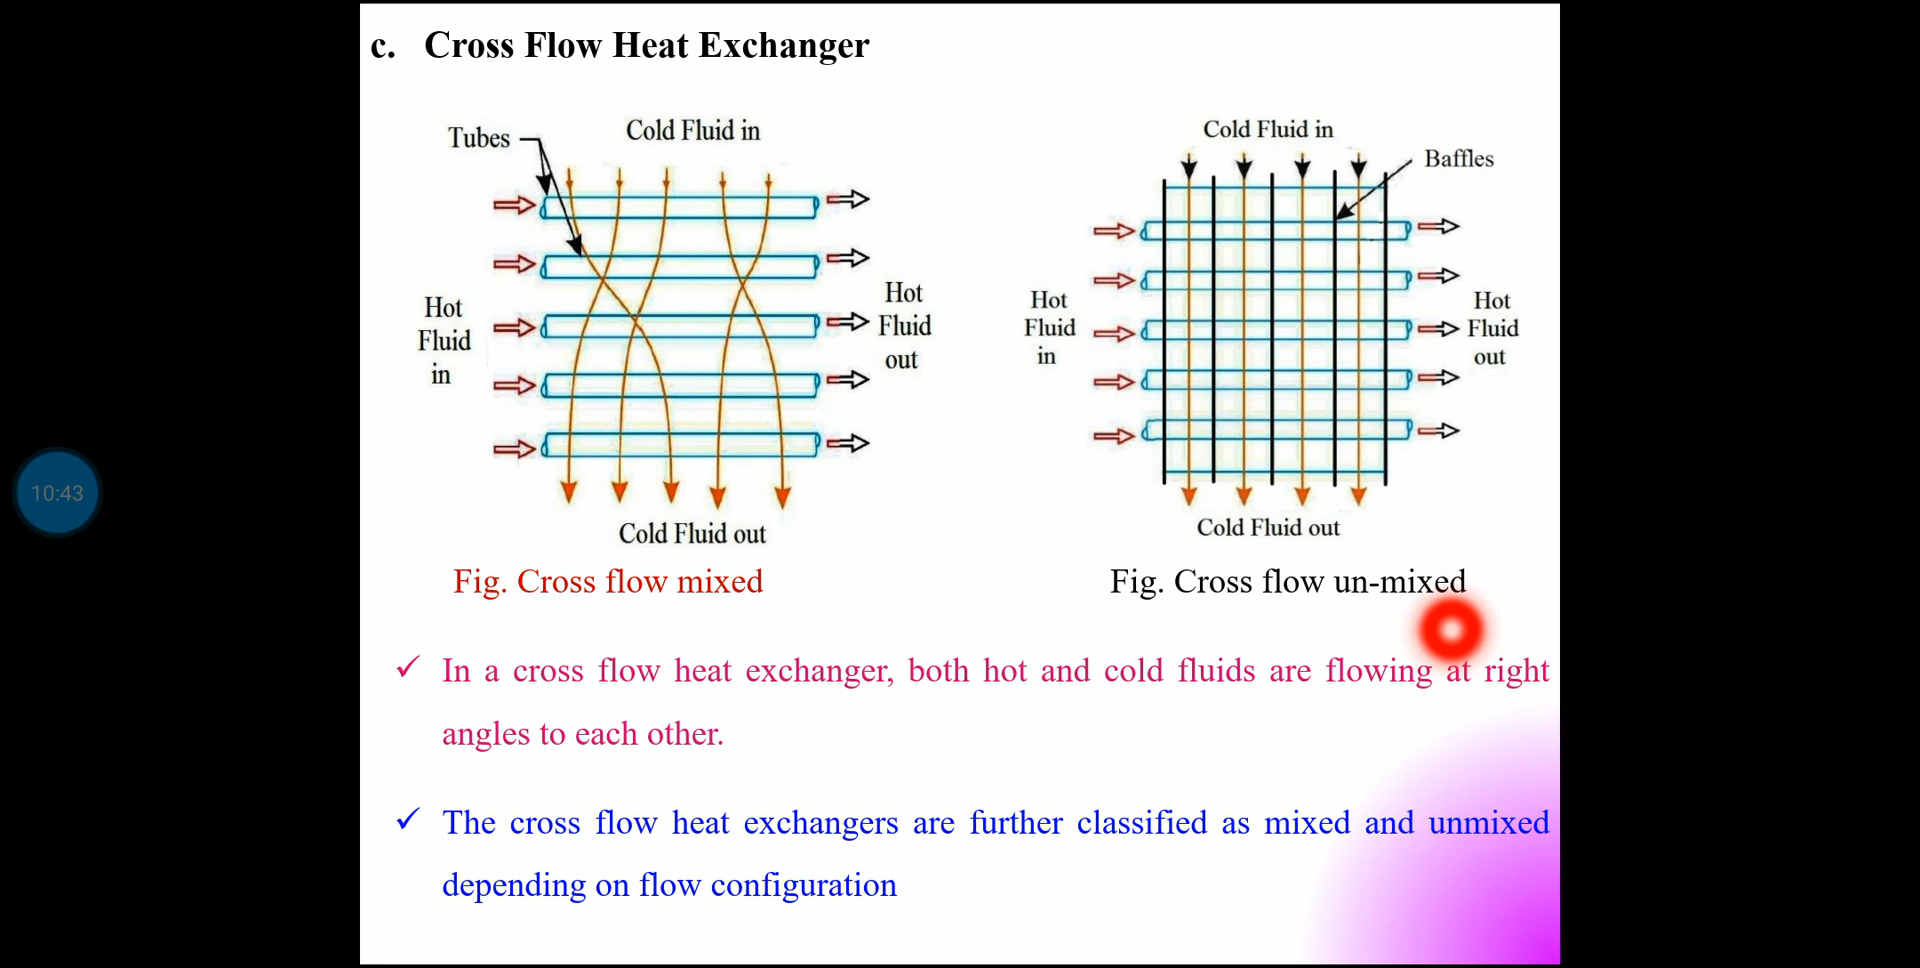 c. Cross Flow Heat Exchanger
Tubes
Cold Fluid in
Hot
Fluid
in
Hot
Fluid
out
Cold Fluid out
Fig. Cross flow mixed
Cold Fluid in
Baffles
Hot
Fluid
in
Hot
Fluid
out
Cold Fluid out
Fig. Cross flow un-mixed
10:43
✓ In a cross flow heat exchanger, both hot and cold fluids are flowing at right
angles to each other.
✓ The cross flow heat exchangers are further classified as mixed and unmixed
depending on flow configuration